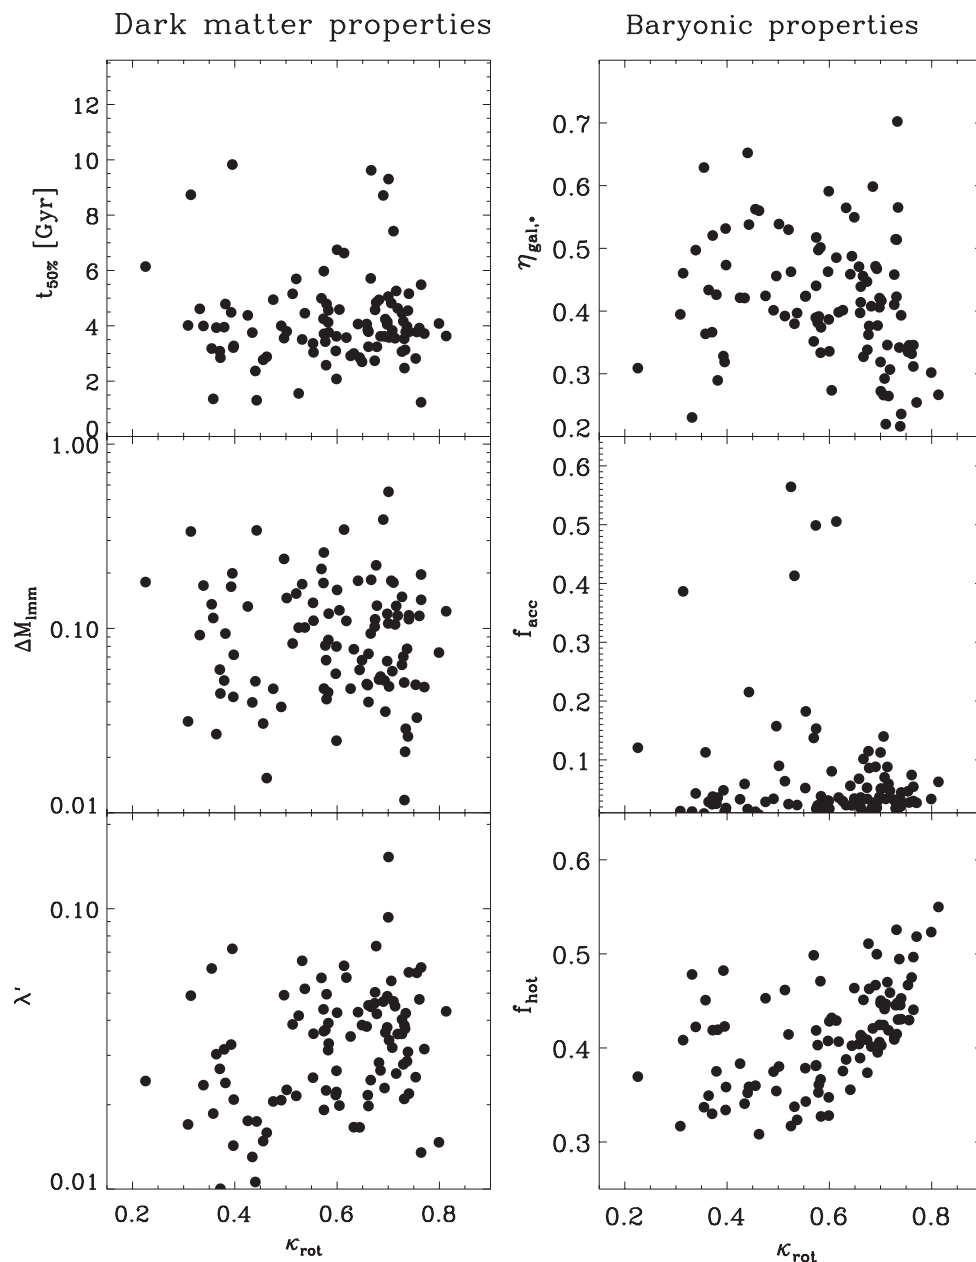 Dark matter properties
Baryonic properties
12
10
8
6
4
2
0
t50% [Gyr]
0.7
0.6
0.5
0.4
0.3
0.2
ηgal,*
1.00
0.10
0.01
ΔMlmm
0.6
0.5
0.4
0.3
0.2
0.1
facc
0.10
0.01
λ'
0.6
0.5
0.4
0.3
fhot
0.2 0.4 0.6 0.8
κrot
0.2 0.4 0.6 0.8
κrot